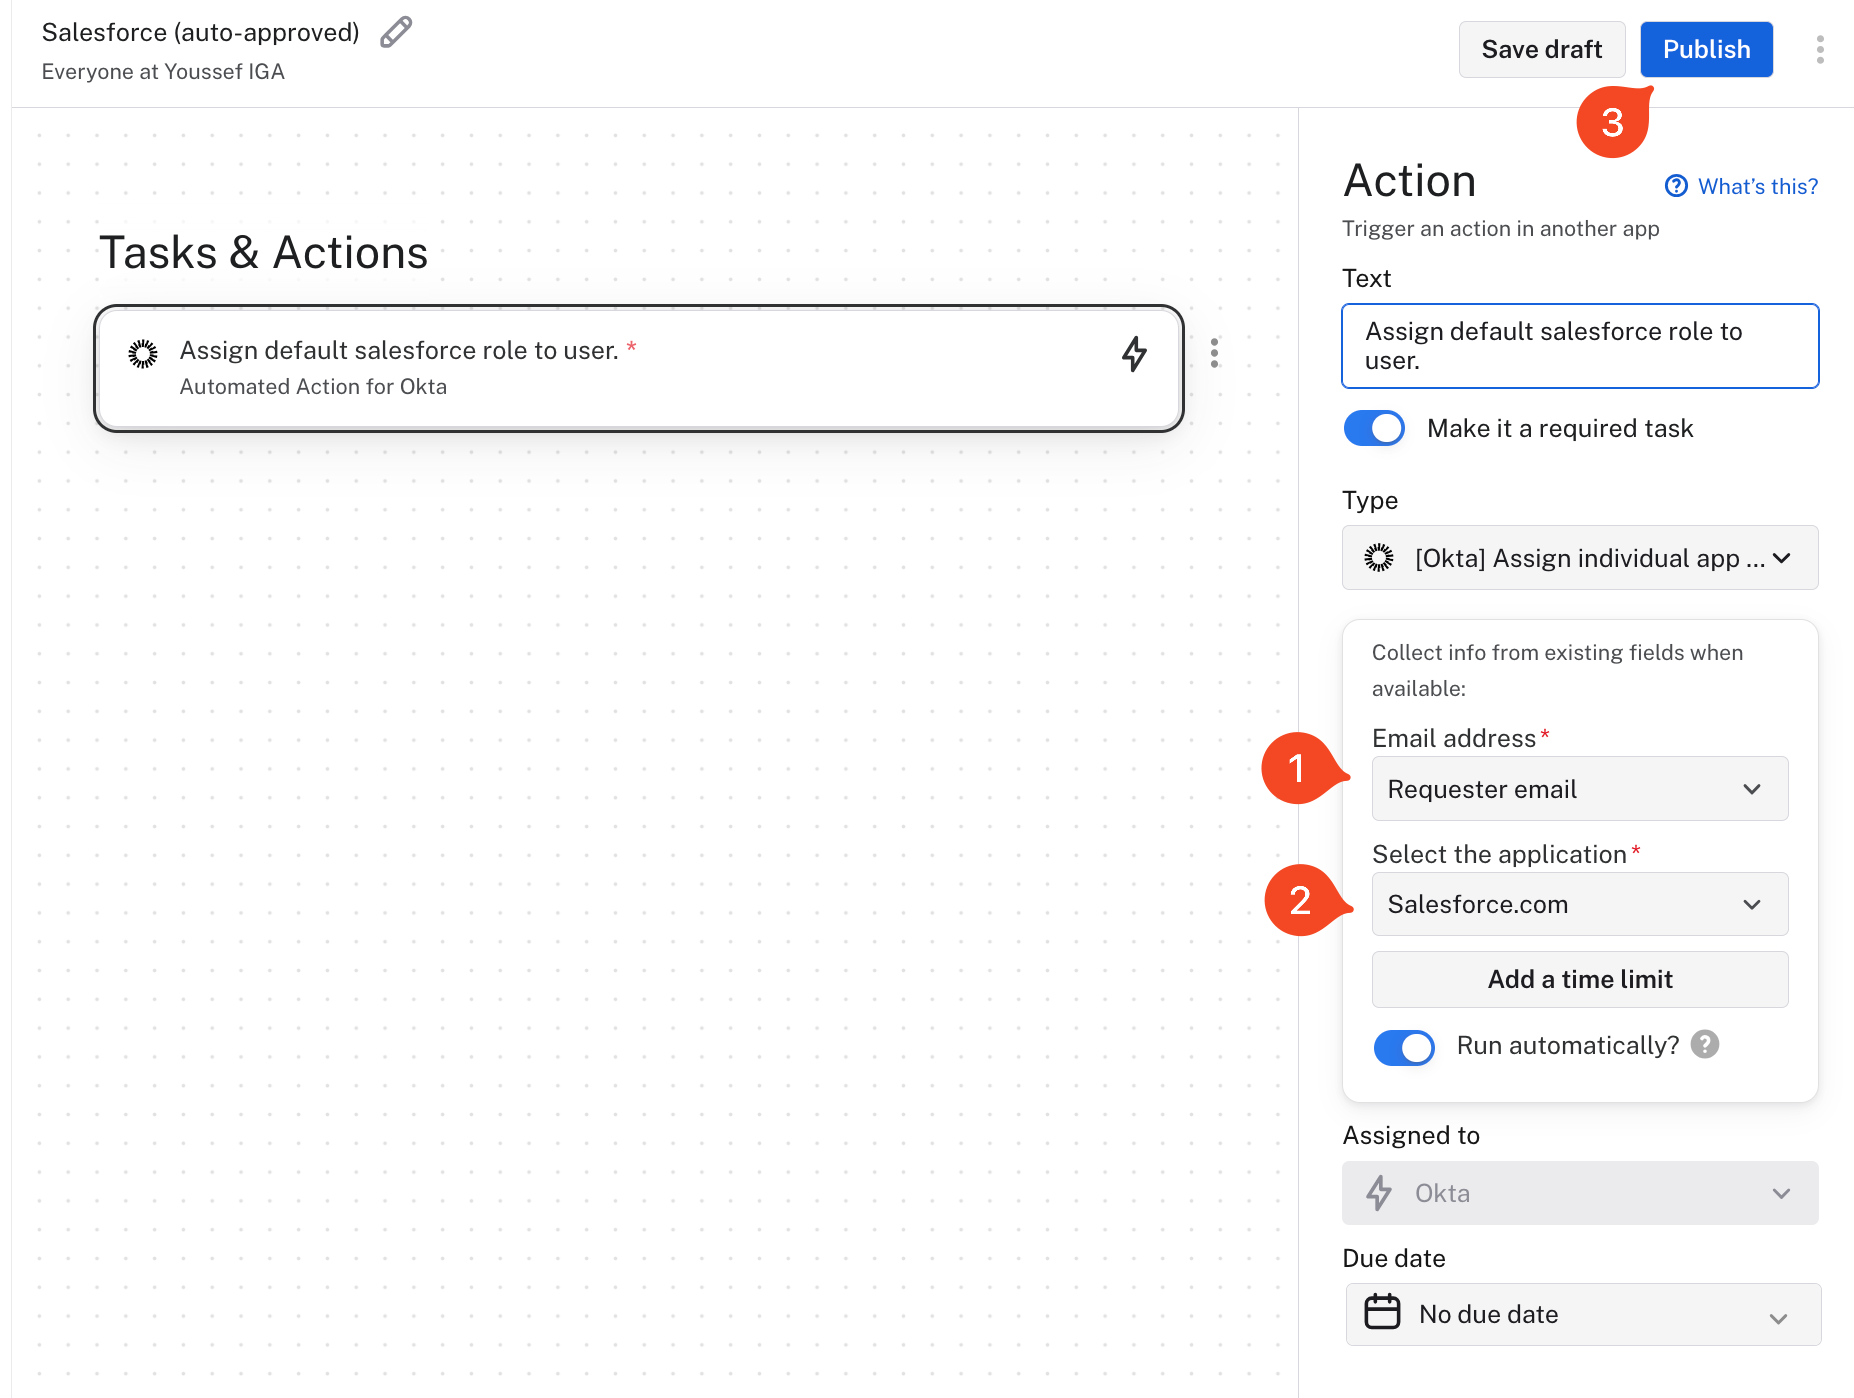 Salesforce (auto-approved)
Everyone at Youssef IGA
Save draft
Publish
3
Tasks & Actions
Assign default salesforce role to user. *
Automated Action for Okta
Action
What's this?
Trigger an action in another app
Text
Assign default salesforce role to
user.
Make it a required task
Type
[Okta] Assign individual app ...
Collect info from existing fields when
available:
Email address*
1
Requester email
Select the application*
2
Salesforce.com
Add a time limit
Run automatically? ?
Assigned to
Okta
Due date
No due date